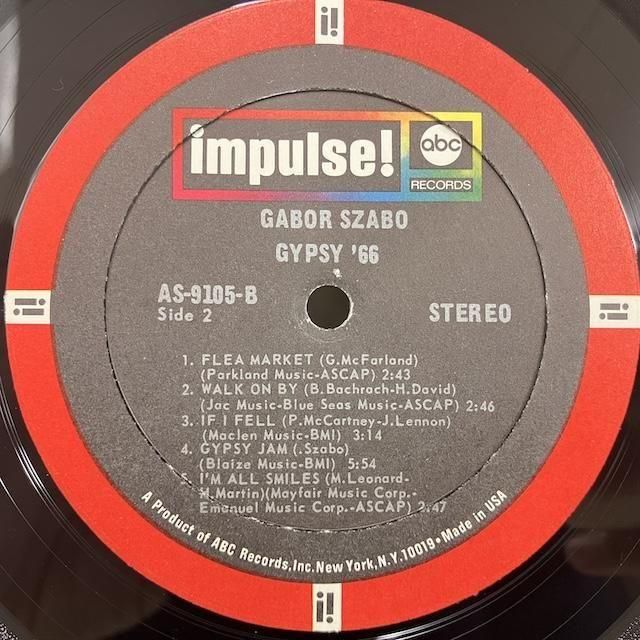 i!
impulse!
abc
RECORDS
GABOR SZABO
GYPSY '66
AS-9105-B
Side 2
STEREO
i!
i!
1. FLEA MARKET (G.McFarland)
(Parkland Music-ASCAP) 2:43
2. WALK ON BY (B.Bachrach-H.David)
(Jac Music-Blue Seas Music-ASCAP) 2:46
3. IF I FELL (P.McCartney-J.Lennon)
(Maclen Music-BMI) 3:14
4. GYPSY JAM (.Szabo)
(Blaize Music-BMI) 5:54
5. I'M ALL SMILES (M.Leonard-
H.Martin)(Mayfair Music Corp.-
Emanuel Music Corp.-ASCAP) 2:47
A Product of ABC Records,Inc.New York,N.Y.10019•Made in USA
i!